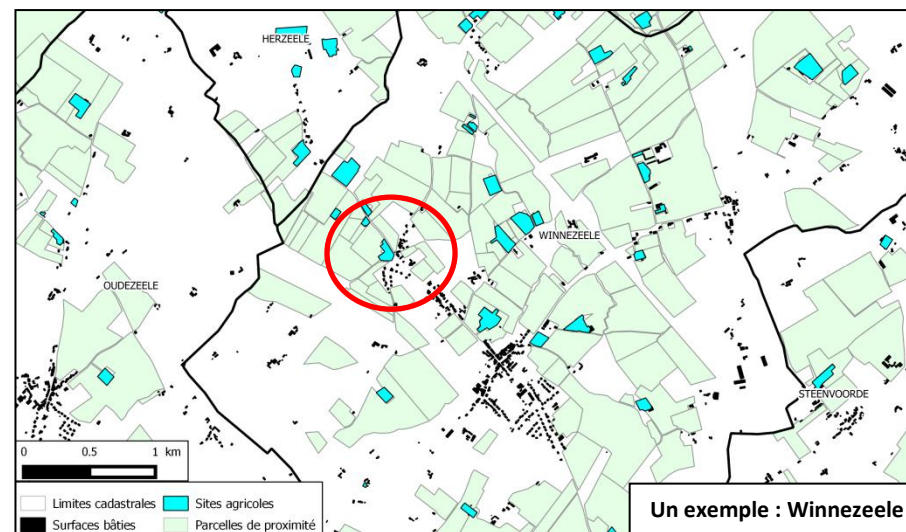 HERZEELE
WINNEZEELE
OUDEZEELE
STEENVOORDE
0 0.5 1 km
Limites cadastrales Sites agricoles
Surfaces bâties Parcelles de proximité
Un exemple : Winnezeele